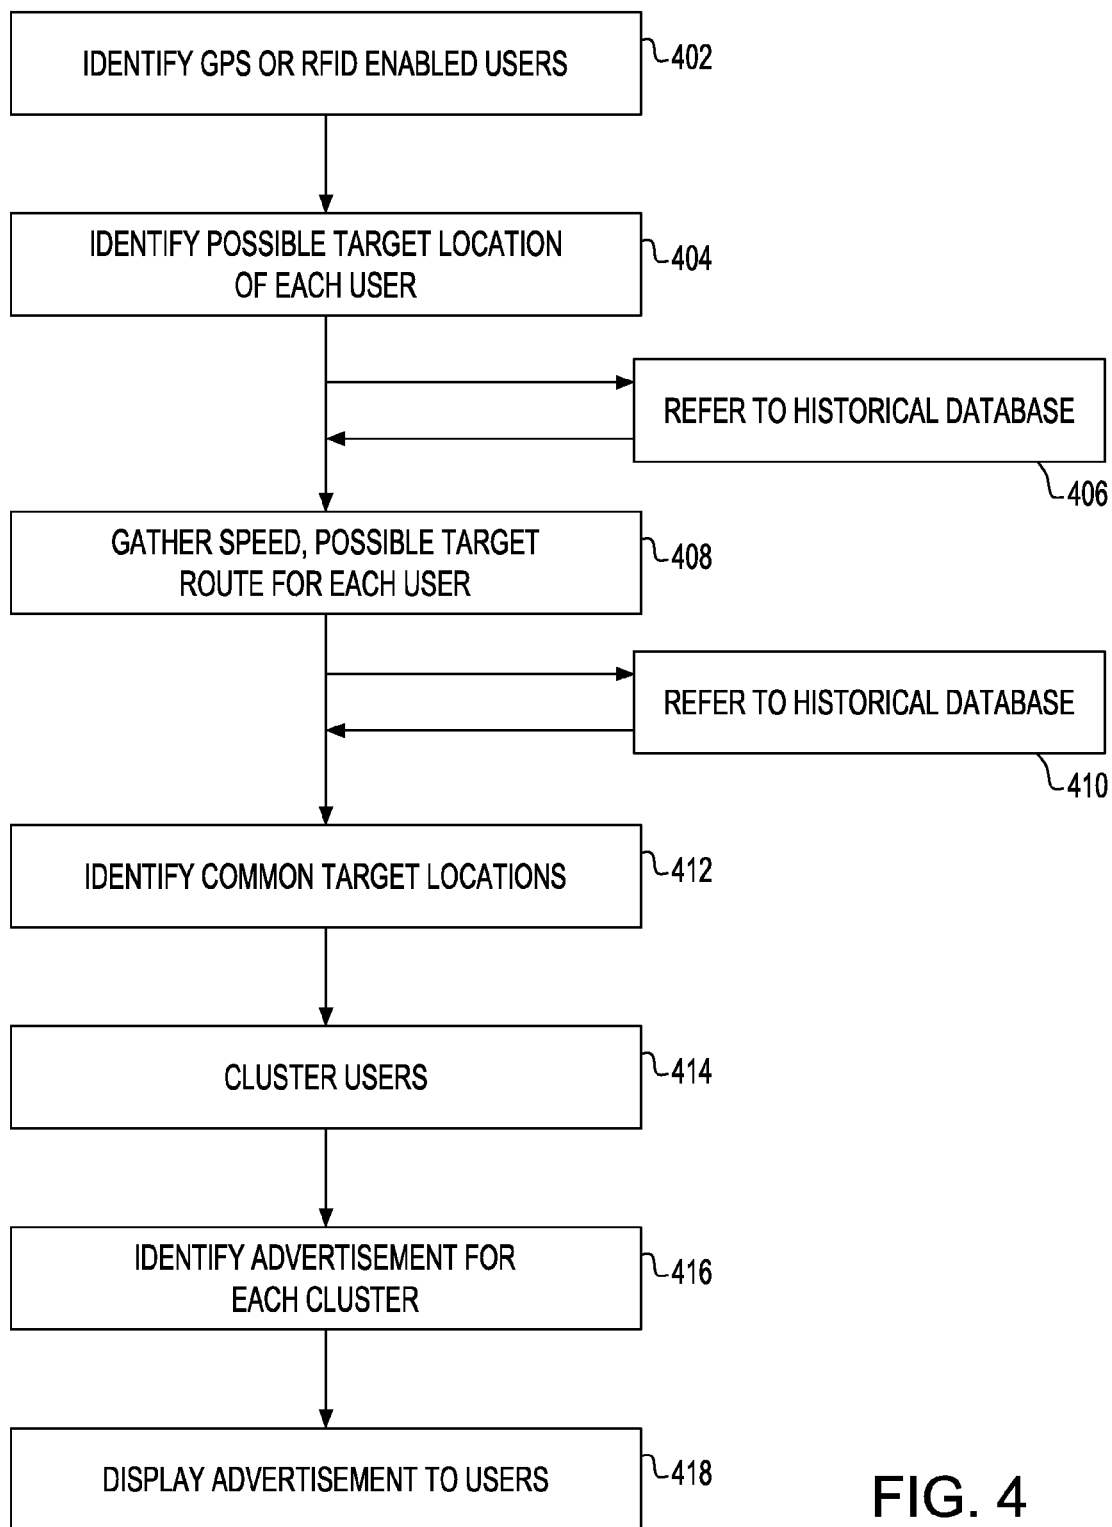 IDENTIFY GPS OR RFID ENABLED USERS
402
IDENTIFY POSSIBLE TARGET LOCATION
OF EACH USER
404
REFER TO HISTORICAL DATABASE
406
GATHER SPEED, POSSIBLE TARGET
ROUTE FOR EACH USER
408
REFER TO HISTORICAL DATABASE
410
IDENTIFY COMMON TARGET LOCATIONS
412
CLUSTER USERS
414
IDENTIFY ADVERTISEMENT FOR
EACH CLUSTER
416
DISPLAY ADVERTISEMENT TO USERS
418
FIG. 4